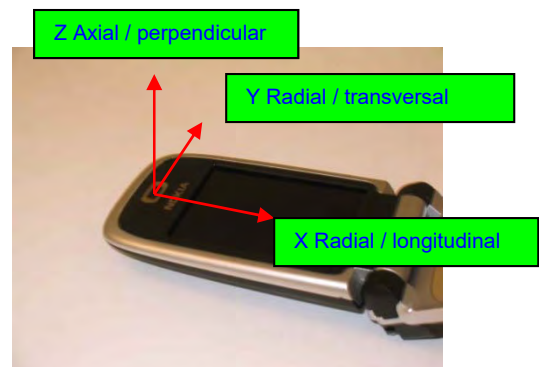 Z Axial / perpendicular
Y Radial / transversal
NOKIA
X Radial / longitudinal